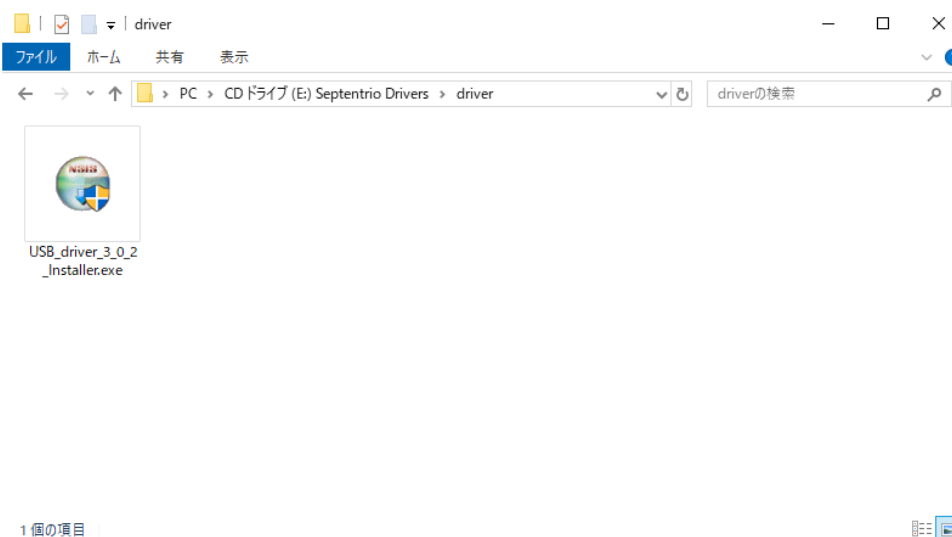 driver
ファイル ホーム 共有 表示
PC > CD ドライブ (E:) Septentrio Drivers > driver
driverの検索
NSIS
USB_driver_3_0_2
_Installer.exe
1 個の項目